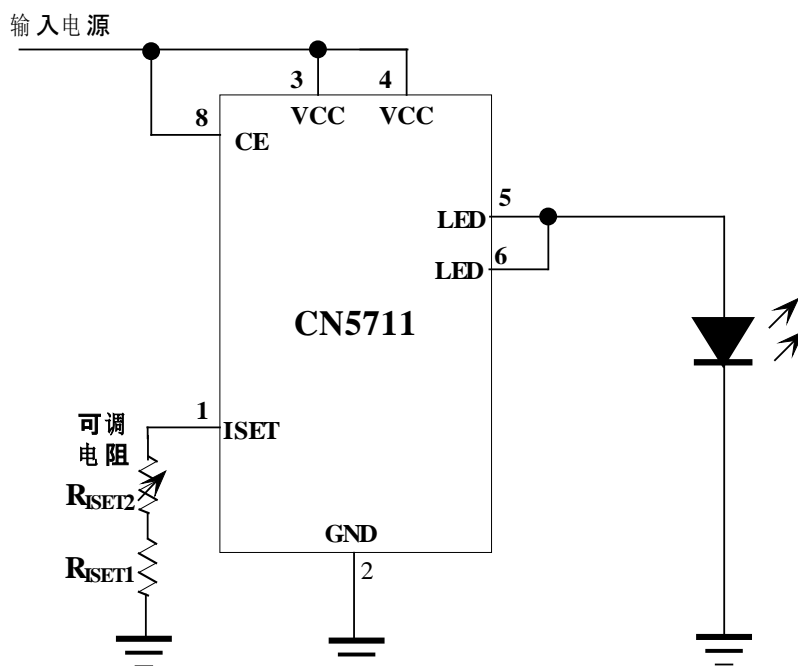 输入电源
3
4
VCC
VCC
8
CE
5
LED
6
LED
CN5711
1
ISET
可调
电阻
RISET2
RISET1
GND
2